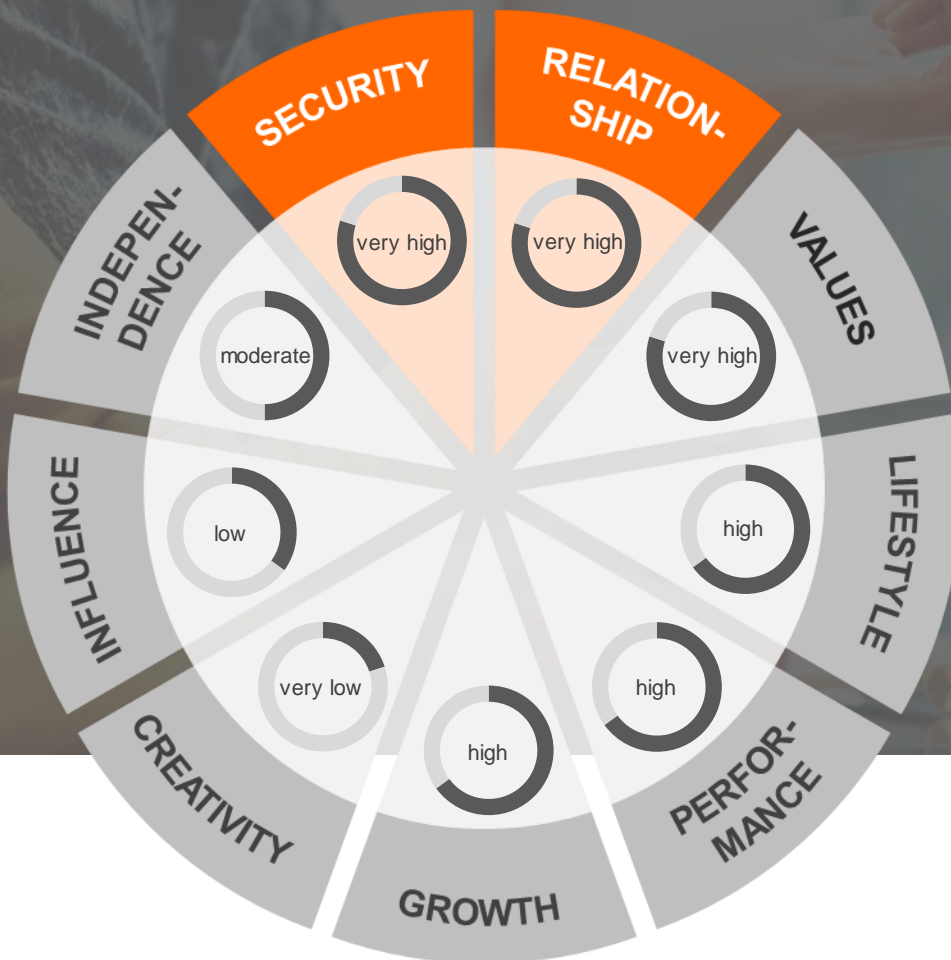 SECURITY
very high
RELATION-
SHIP
very high
VALUES
very high
LIFESTYLE
high
PERFOR-
MANCE
high
GROWTH
high
CREATIVITY
very low
INFLUENCE
low
INDEPEN-
DENCE
moderate